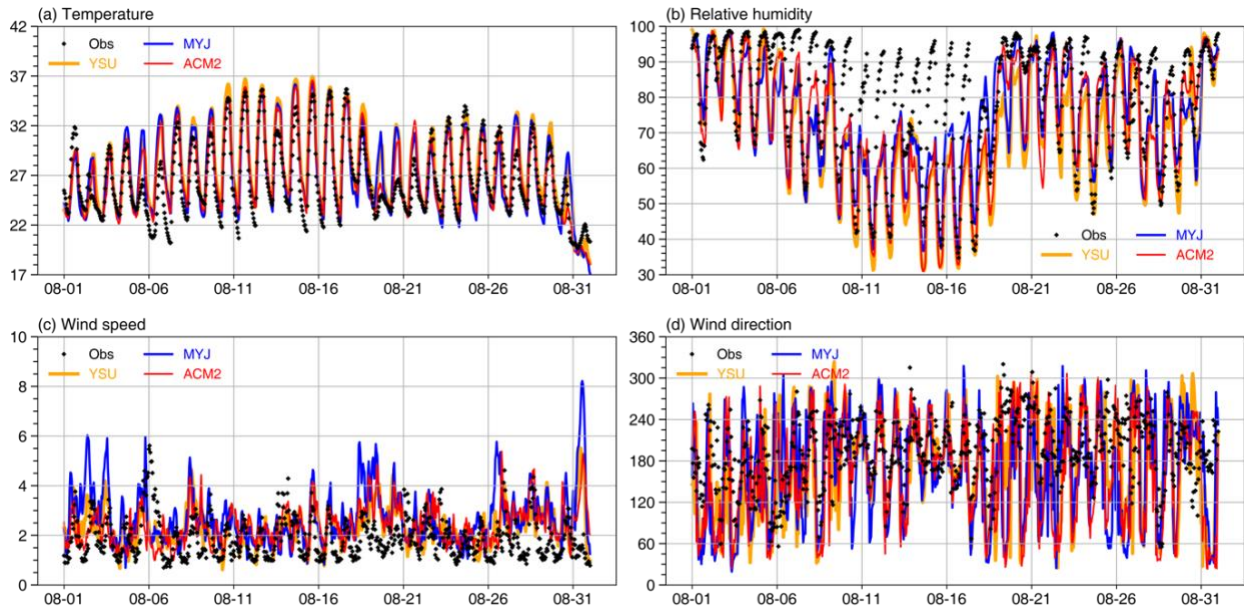 (a) Temperature
42
37
32
27
22
17
Obs
MYJ
YSU
ACM2
08-01
08-06
08-11
08-16
08-21
08-26
08-31
(b) Relative humidity
100
90
80
70
60
50
40
30
Obs
MYJ
YSU
ACM2
08-01
08-06
08-11
08-16
08-21
08-26
08-31
(c) Wind speed
10
8
6
4
2
0
Obs
MYJ
YSU
ACM2
08-01
08-06
08-11
08-16
08-21
08-26
08-31
(d) Wind direction
360
300
240
180
120
60
0
Obs
MYJ
YSU
ACM2
08-01
08-06
08-11
08-16
08-21
08-26
08-31